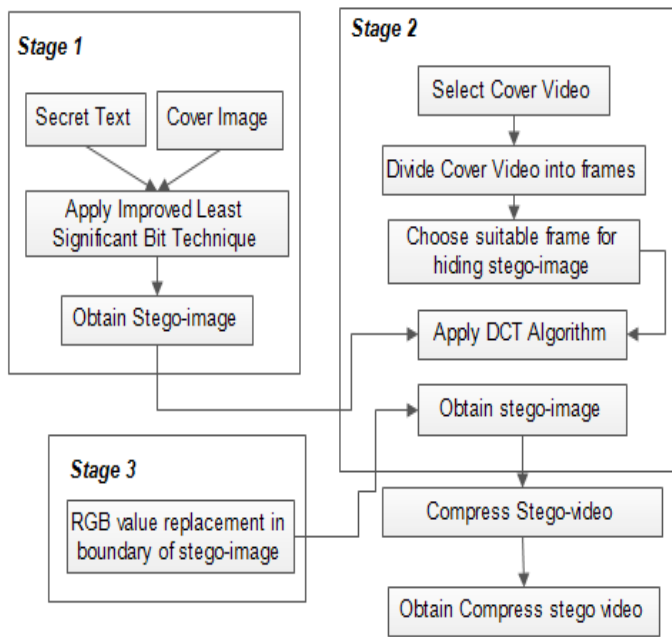 Stage 1
Secret Text
Cover Image
Apply Improved Least
Significant Bit Technique
Obtain Stego-image
Stage 2
Select Cover Video
Divide Cover Video into frames
Choose suitable frame for
hiding stego-image
Apply DCT Algorithm
Obtain stego-image
Stage 3
RGB value replacement in
boundary of stego-image
Compress Stego-video
Obtain Compress stego video